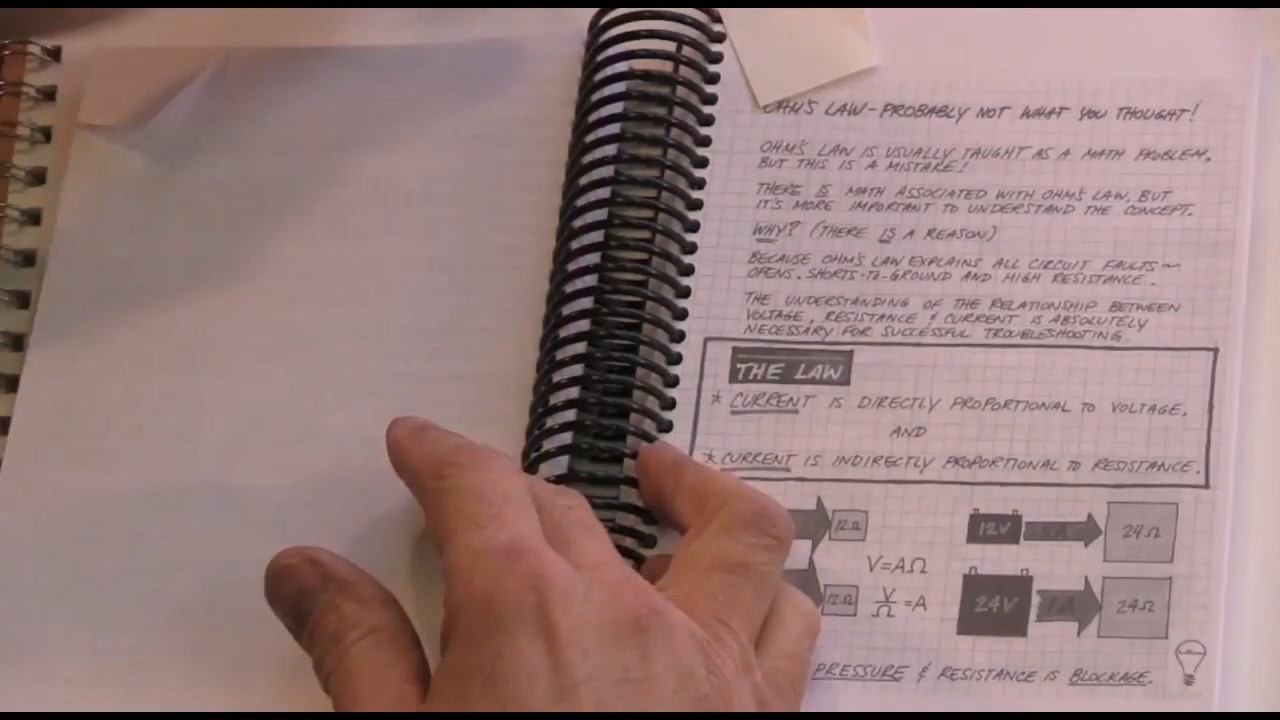 OHM'S LAW - PROBABLY NOT WHAT YOU THOUGHT!
OHM'S LAW IS USUALLY TAUGHT AS A MATH PROBLEM,
BUT THIS IS A MISTAKE!
THERE IS MATH ASSOCIATED WITH OHM'S LAW, BUT
IT'S MORE IMPORTANT TO UNDERSTAND THE CONCEPT.
WHY? (THERE IS A REASON)
BECAUSE OHM'S LAW EXPLAINS ALL CIRCUIT FAULTS ~
OPENS, SHORTS-TO-GROUND AND HIGH RESISTANCE.
THE UNDERSTANDING OF THE RELATIONSHIP BETWEEN
VOLTAGE, RESISTANCE & CURRENT IS ABSOLUTELY
NECESSARY FOR SUCCESSFUL TROUBLESHOOTING.
THE LAW
* CURRENT IS DIRECTLY PROPORTIONAL TO VOLTAGE,
AND
* CURRENT IS INDIRECTLY PROPORTIONAL TO RESISTANCE.
12Ω 12V 24Ω
V=AΩ
12Ω V/Ω =A 24V 1A 24Ω
PRESSURE & RESISTANCE IS BLOCKAGE.